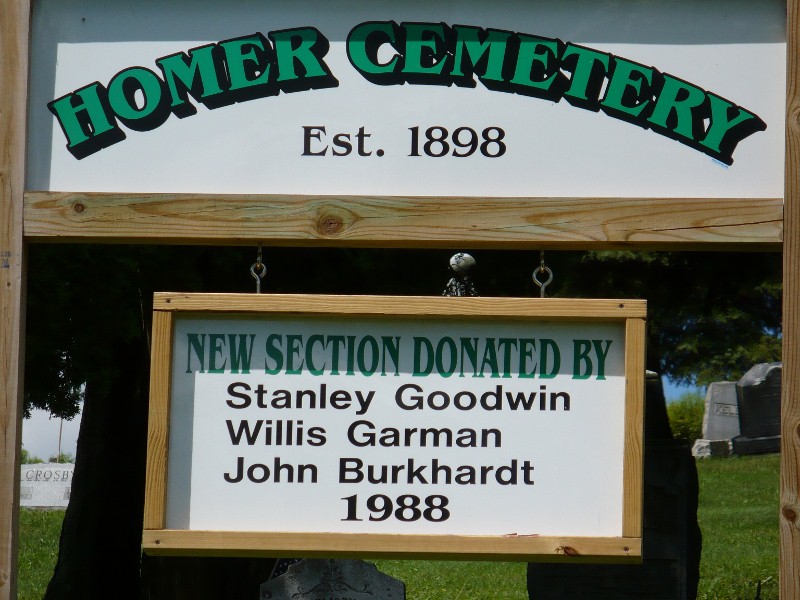 HOMER CEMETERY
Est. 1898
NEW SECTION DONATED BY
Stanley Goodwin
Willis Garman
John Burkhardt
1988
CROSBY